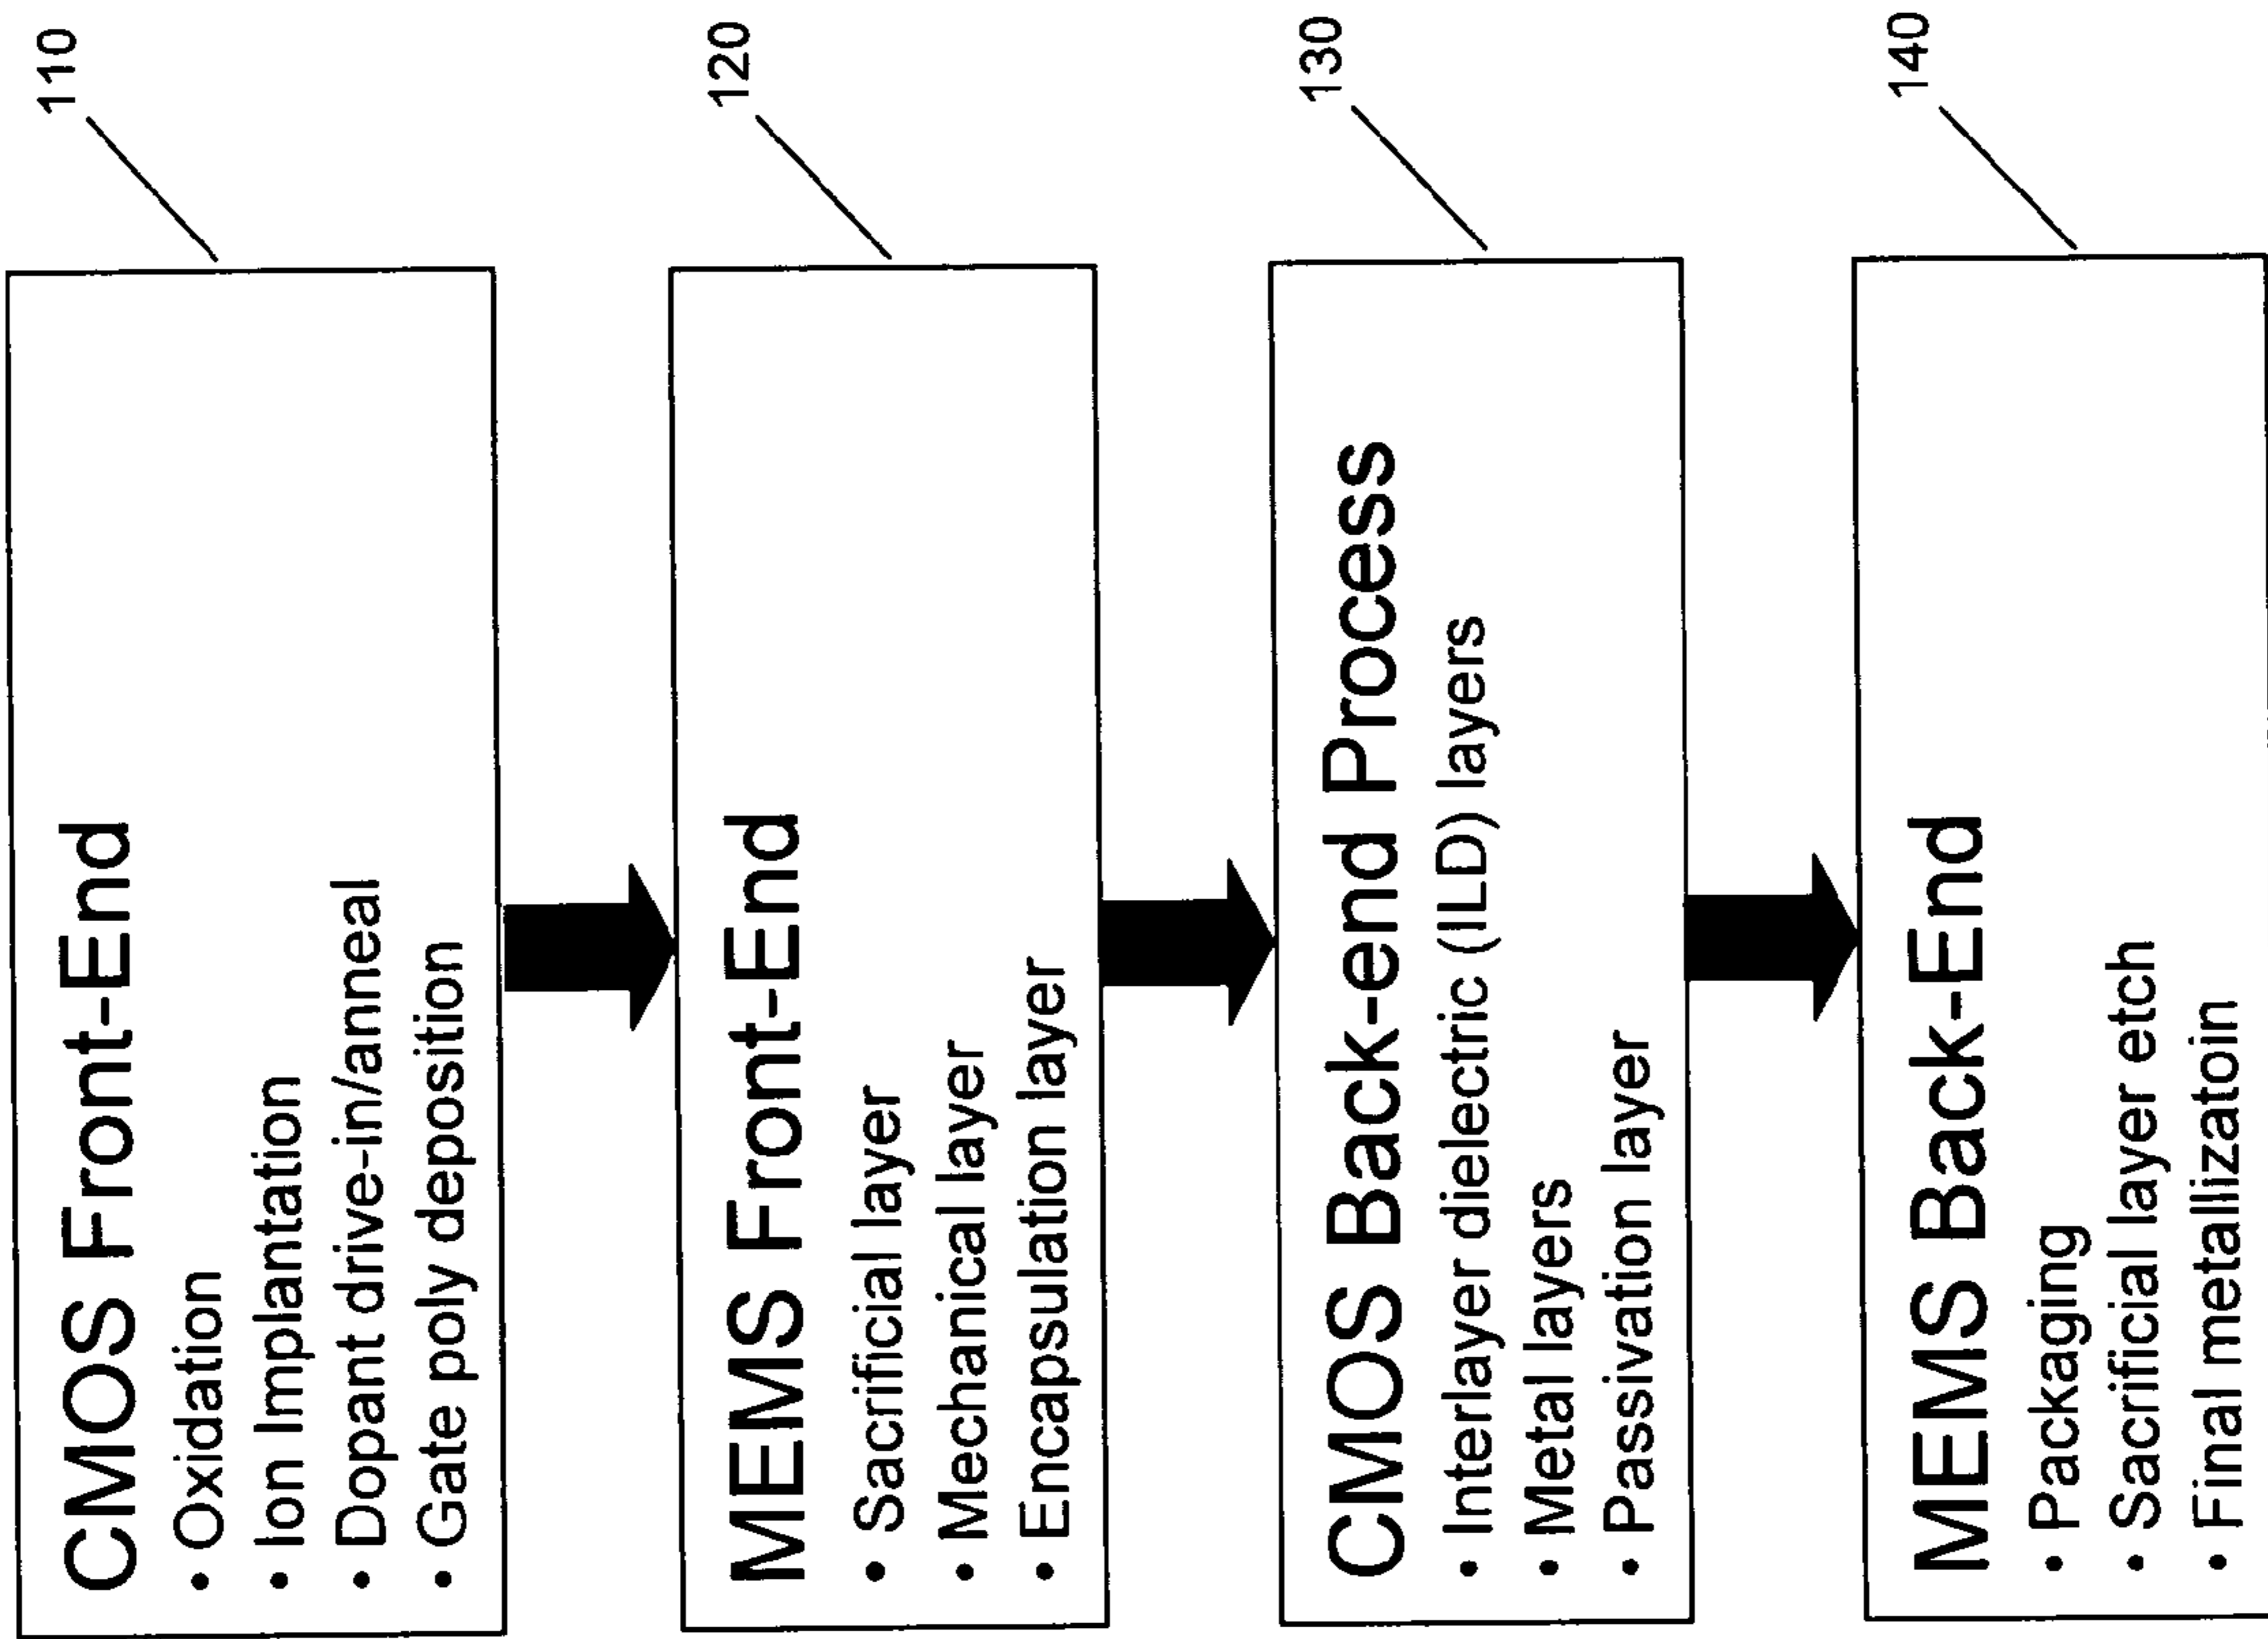 110
CMOS Front-End
• Oxidation
• Ion Implantation
• Dopant drive-in/anneal
• Gate poly deposition
120
MEMS Front-End
• Sacrificial layer
• Mechanical layer
• Encapsulation layer
130
CMOS Back-end Process
• Interlayer dielectric (ILD) layers
• Metal layers
• Passivation layer
140
MEMS Back-End
• Packaging
• Sacrificial layer etch
• Final metallizatoin